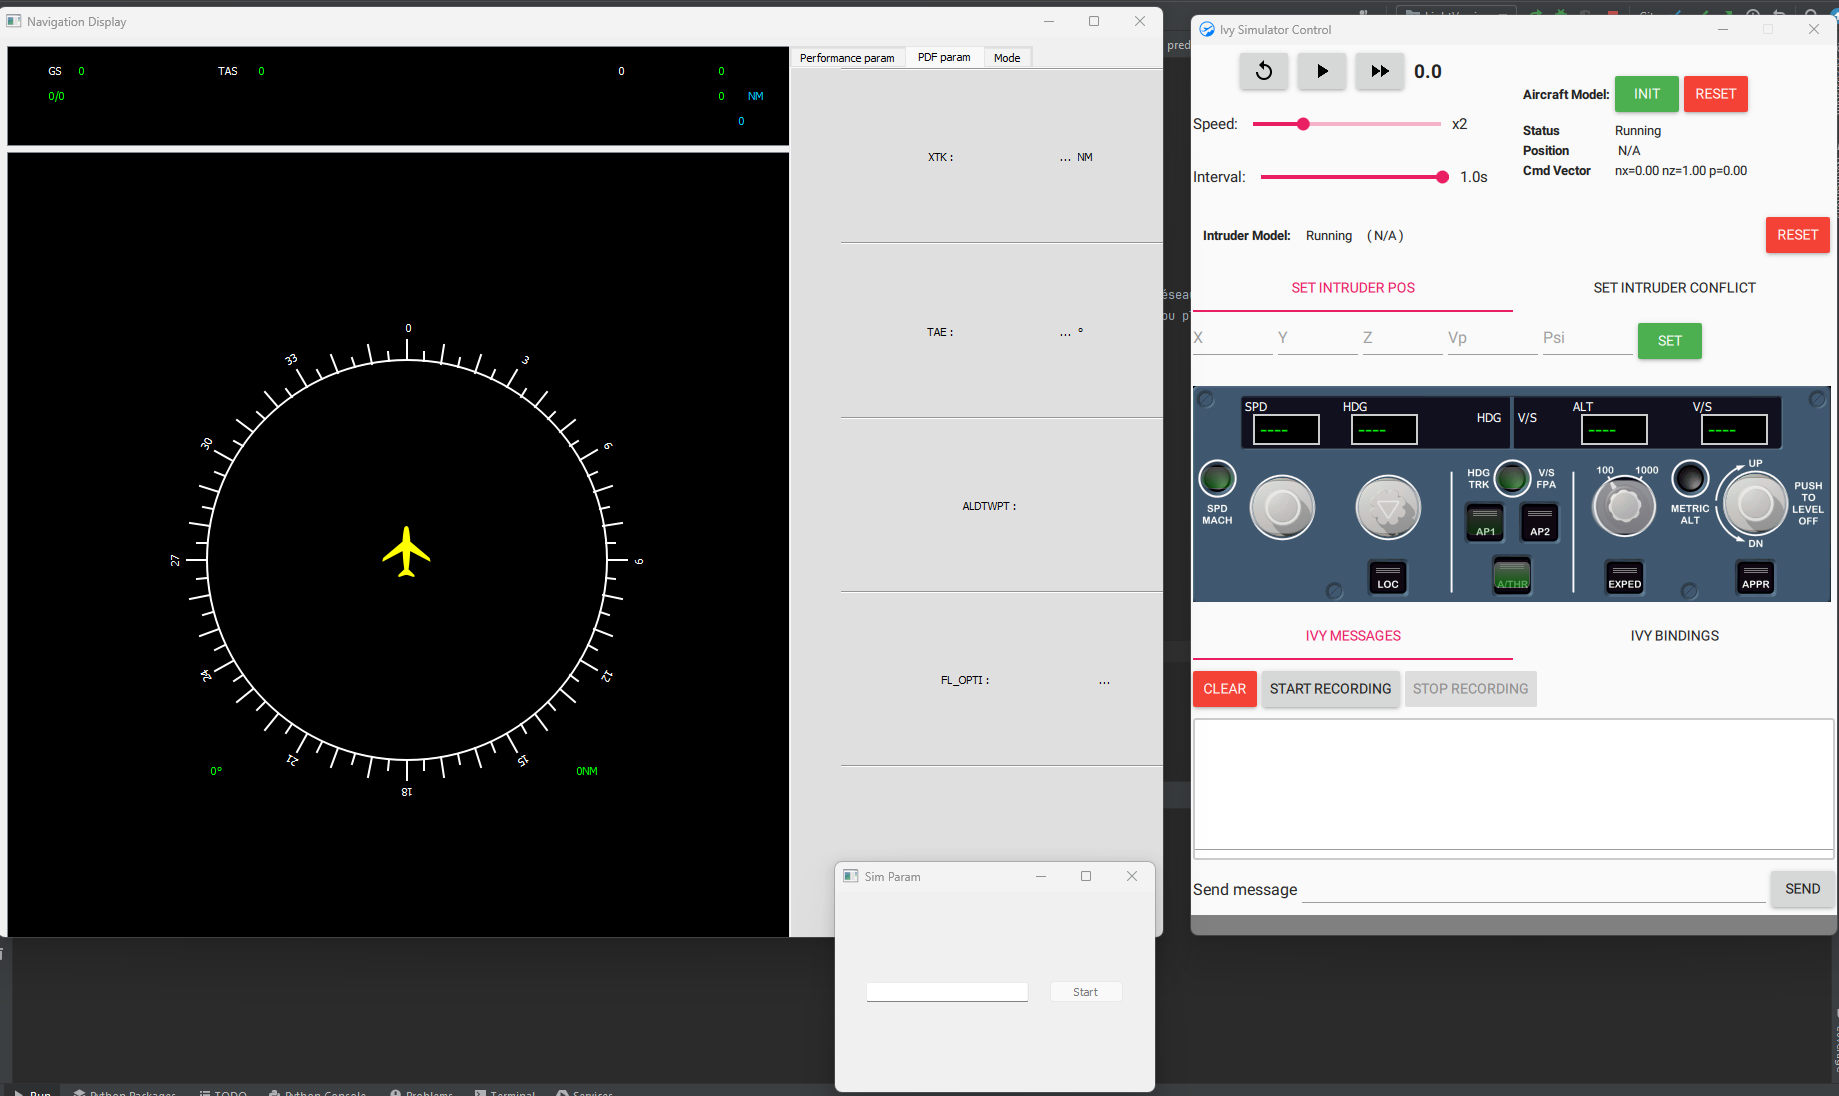 Navigation Display
GS 0 TAS 0 0 0
0/0 0 NM
0
0
3
6
9
12
15
18
21
24
27
30
33
0°
0NM
Performance param PDF param Mode
XTK : ... NM
TAE : ... °
ALDTWPT :
FL_OPTI : ...
Sim Param
Start
pred
ou p
Ivy Simulator Control
0.0
Speed: x2
Interval: 1.0s
Aircraft Model: INIT RESET
Status Running
Position N/A
Cmd Vector nx=0.00 nz=1.00 p=0.00
Intruder Model: Running ( N/A ) RESET
SET INTRUDER POS SET INTRUDER CONFLICT
X Y Z Vp Psi SET
SPD HDG HDG V/S ALT V/S
---- ---- ---- ----
SPD
MACH
HDG
TRK
V/S
FPA
AP1 AP2
LOC A/THR
100 1000
METRIC
ALT
UP
DN
PUSH
TO
LEVEL
OFF
EXPED APPR
IVY MESSAGES IVY BINDINGS
CLEAR START RECORDING STOP RECORDING
Send message SEND
Run Python Packages TODO Python Console Problems Terminal Services